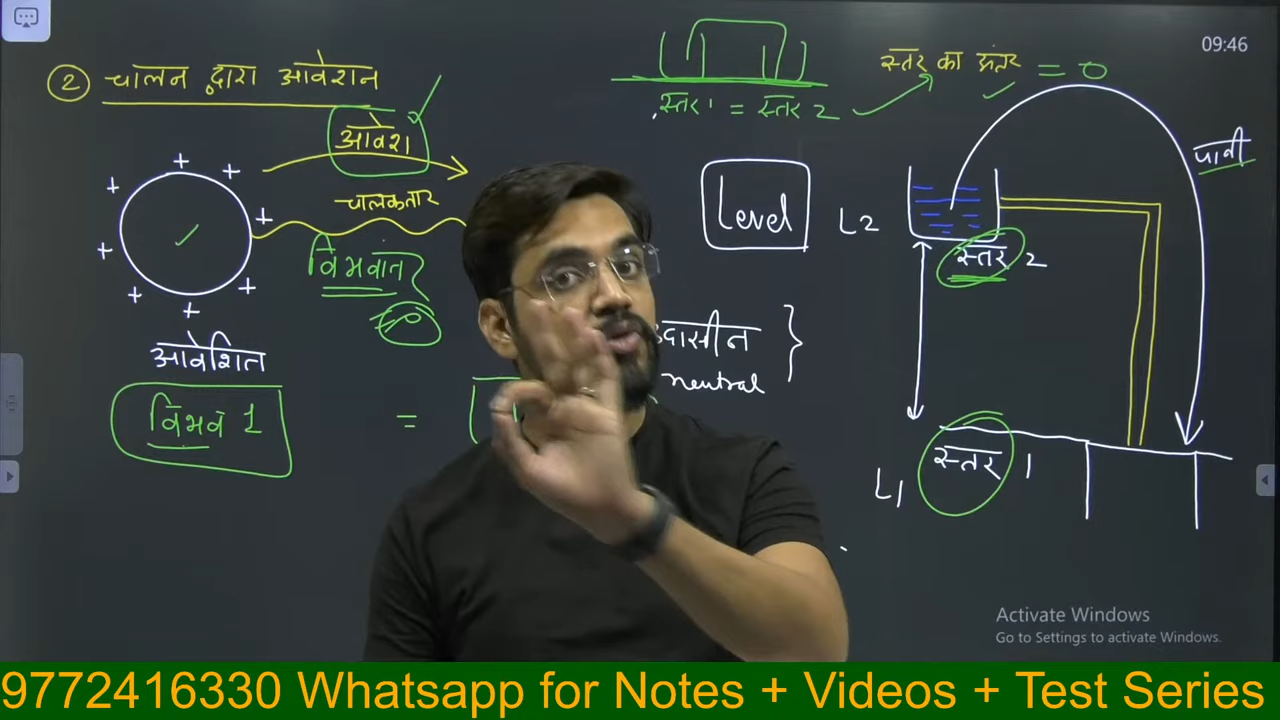 09:46
② चालन द्वारा आवेशन
स्तर का अंतर = 0
स्तर 1 = स्तर 2
आवेश
पानी
चालकतार
Level
L2
स्तर 2
विभवांतर
+ + + + + + + +
आवेशित
दासीन
neutral
विभव 1 =
स्तर 1
L1
Activate Windows
Go to Settings to activate Windows.
9772416330 Whatsapp for Notes + Videos + Test Series